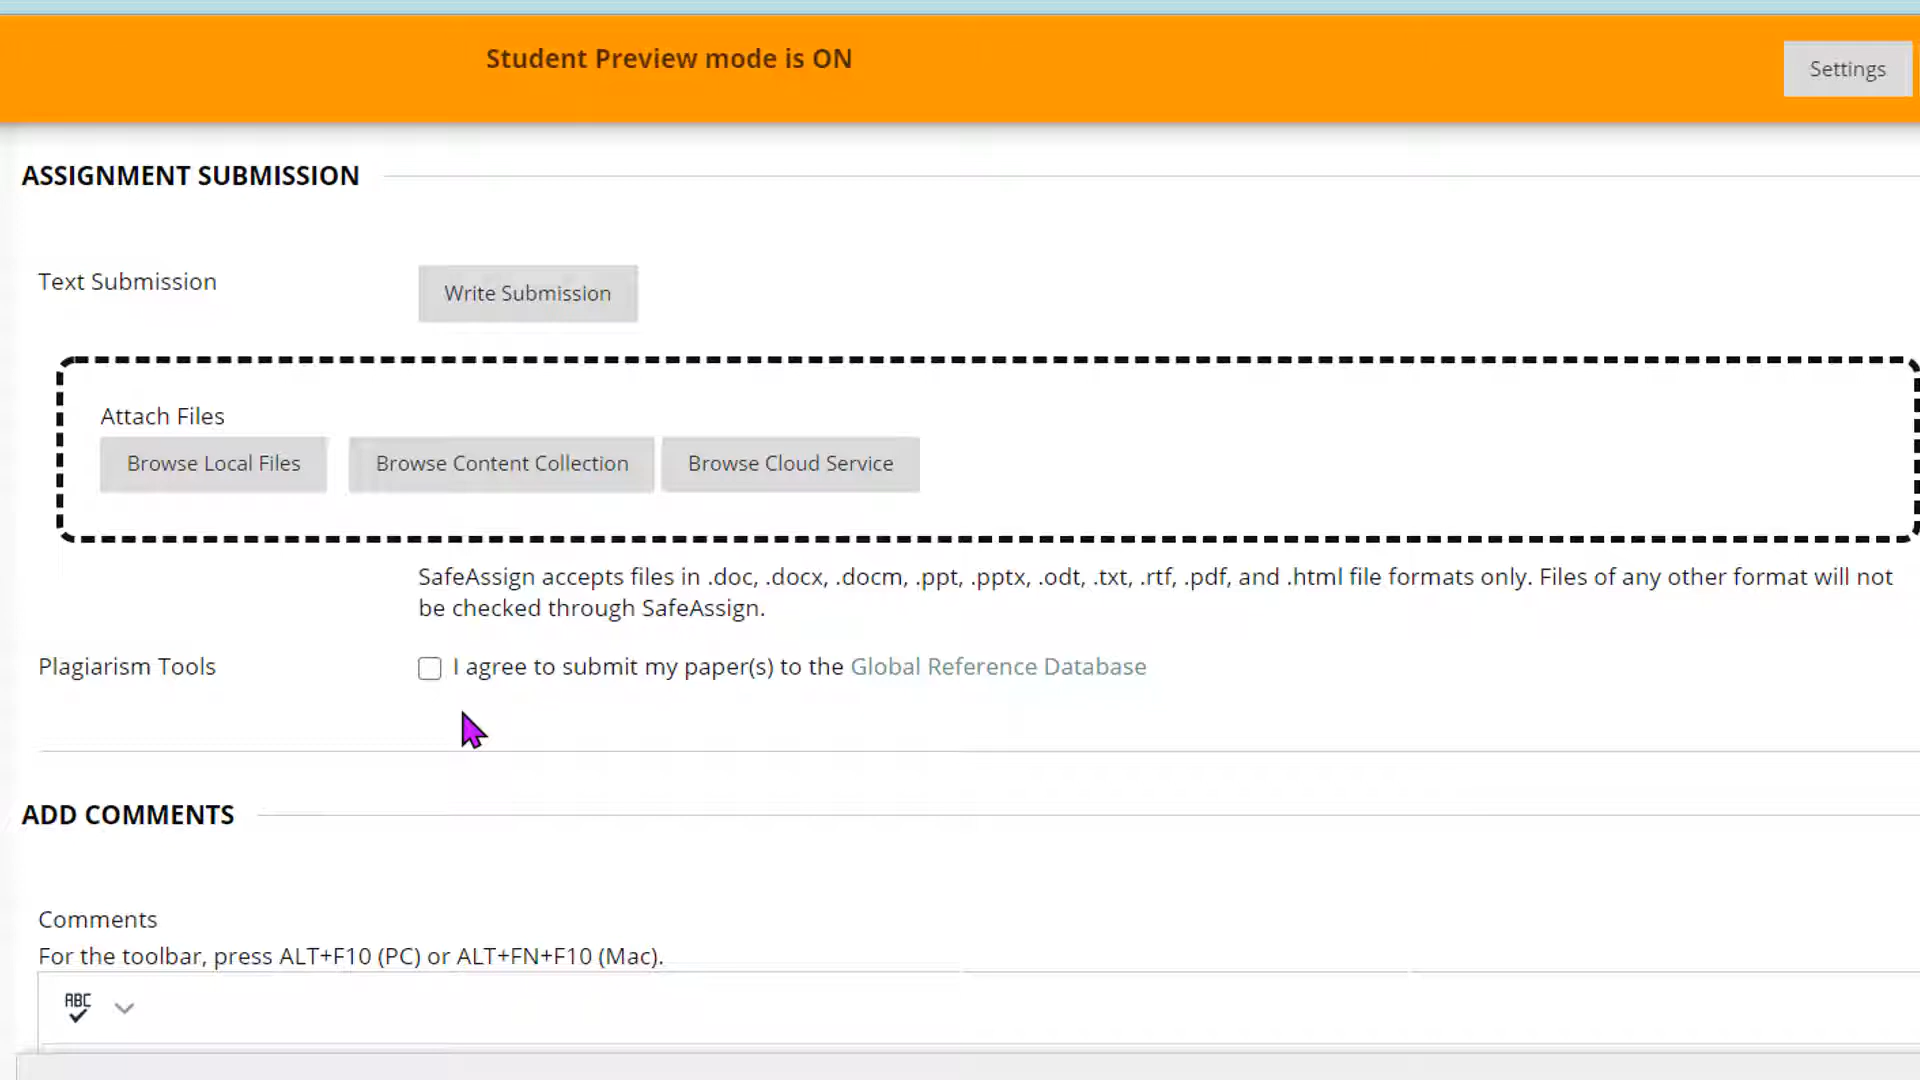 Student Preview mode is ON
Settings
ASSIGNMENT SUBMISSION
Text Submission
Write Submission
Attach Files
Browse Local Files
Browse Content Collection
Browse Cloud Service
SafeAssign accepts files in .doc, .docx, .docm, .ppt, .pptx, .odt, .txt, .rtf, .pdf, and .html file formats only. Files of any other format will not
be checked through SafeAssign.
Plagiarism Tools
I agree to submit my paper(s) to the Global Reference Database
ADD COMMENTS
Comments
For the toolbar, press ALT+F10 (PC) or ALT+FN+F10 (Mac).
ABC